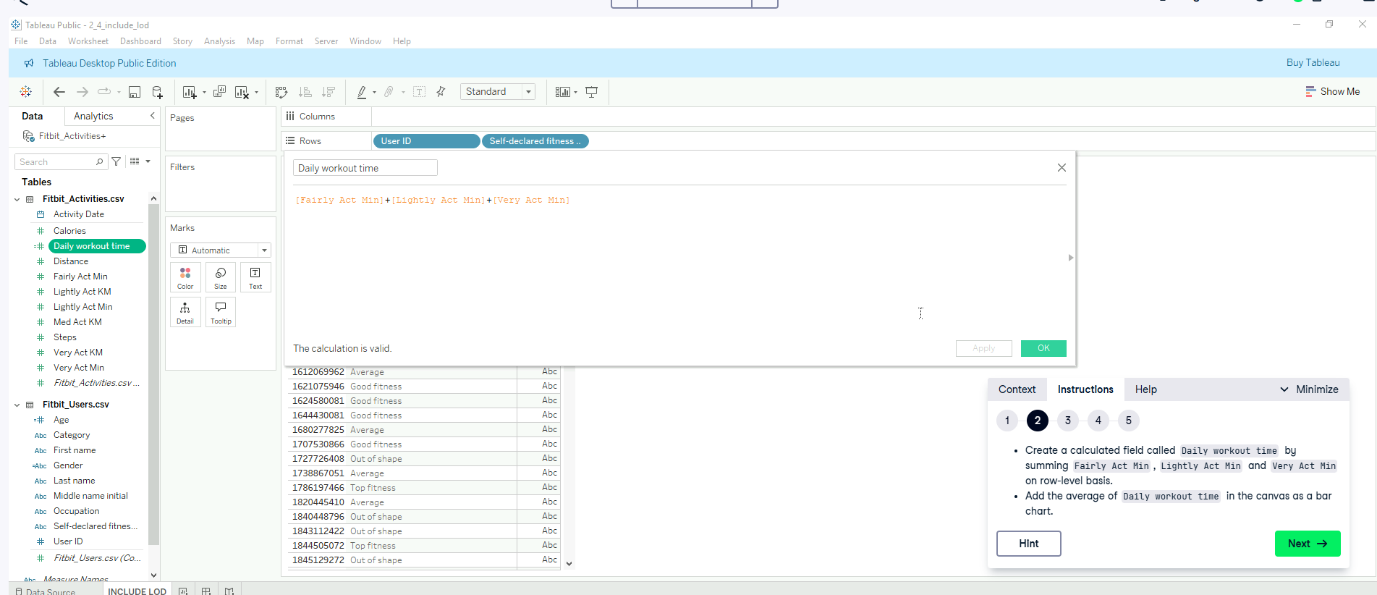 Tableau Public - 2_4_include_lod
File Data Worksheet Dashboard Story Analysis Map Format Server Window Help
Tableau Desktop Public Edition
Buy Tableau
Standard
Show Me
Data Analytics
Fitbit_Activities+
Search
Tables
Fitbit_Activities.csv
Activity Date
Calories
Daily workout time
Distance
Fairly Act Min
Lightly Act KM
Lightly Act Min
Med Act KM
Steps
Very Act KM
Very Act Min
Fitbit_Activities.csv ...
Fitbit_Users.csv
Age
Abc Category
Abc First name
Abc Gender
Abc Last name
Abc Middle name initial
Abc Occupation
Abc Self-declared fitnes...
User ID
Fitbit_Users.csv (Co...
Abc Measure Names
Pages
Filters
Marks
Automatic
Color Size Text
Detail Tooltip
Columns
Rows User ID Self-declared fitness ..
Daily workout time
[Fairly Act Min]+[Lightly Act Min]+[Very Act Min]
The calculation is valid.
Apply OK
1612069962 Average Abc
1621075946 Good fitness Abc
1624580081 Good fitness Abc
1644430081 Good fitness Abc
1680277825 Average Abc
1707530866 Good fitness Abc
1727726408 Out of shape Abc
1738867051 Average Abc
1786197466 Top fitness Abc
1820445410 Average Abc
1840448796 Out of shape Abc
1843112422 Out of shape Abc
1844505072 Top fitness Abc
1845129272 Out of shape Abc
Context Instructions Help Minimize
1 2 3 4 5
• Create a calculated field called Daily workout time by
summing Fairly Act Min , Lightly Act Min and Very Act Min
on row-level basis.
• Add the average of Daily workout time in the canvas as a bar
chart.
Hint
Next →
Data Source INCLUDE LOD